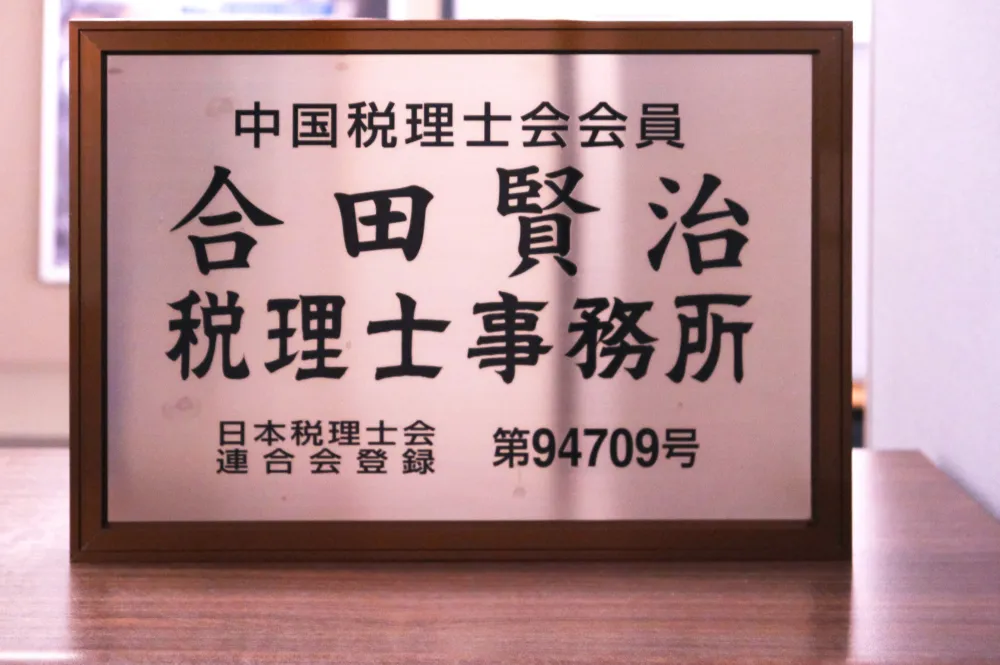 中国税理士会会員
合田賢治
税理士事務所
日本税理士会
連合会登録
第94709号